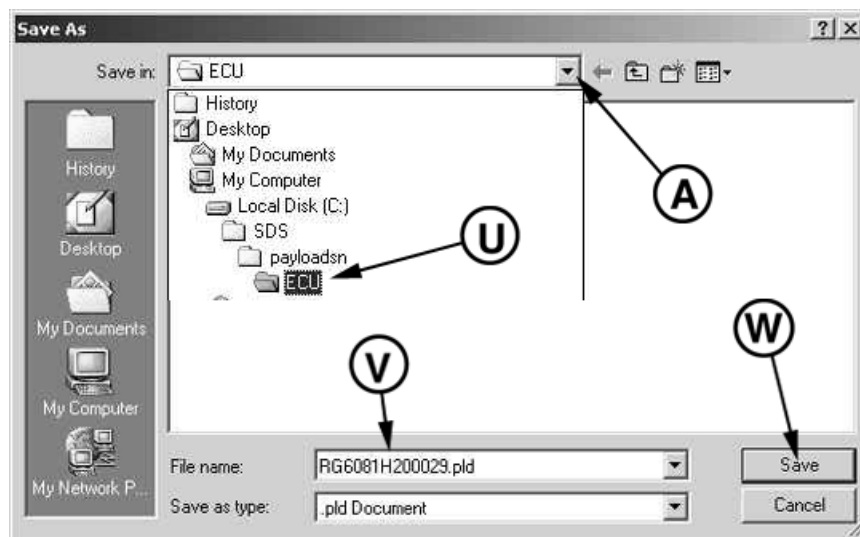 Save As
Save in: ECU
History
Desktop
My Documents
My Computer
Local Disk (C:)
SDS
payloadsn
ECU
A
U
V
W
History
Desktop
My Documents
My Computer
My Network P...
File name: RG6081H200029.pld
Save
Save as type: .pld Document
Cancel